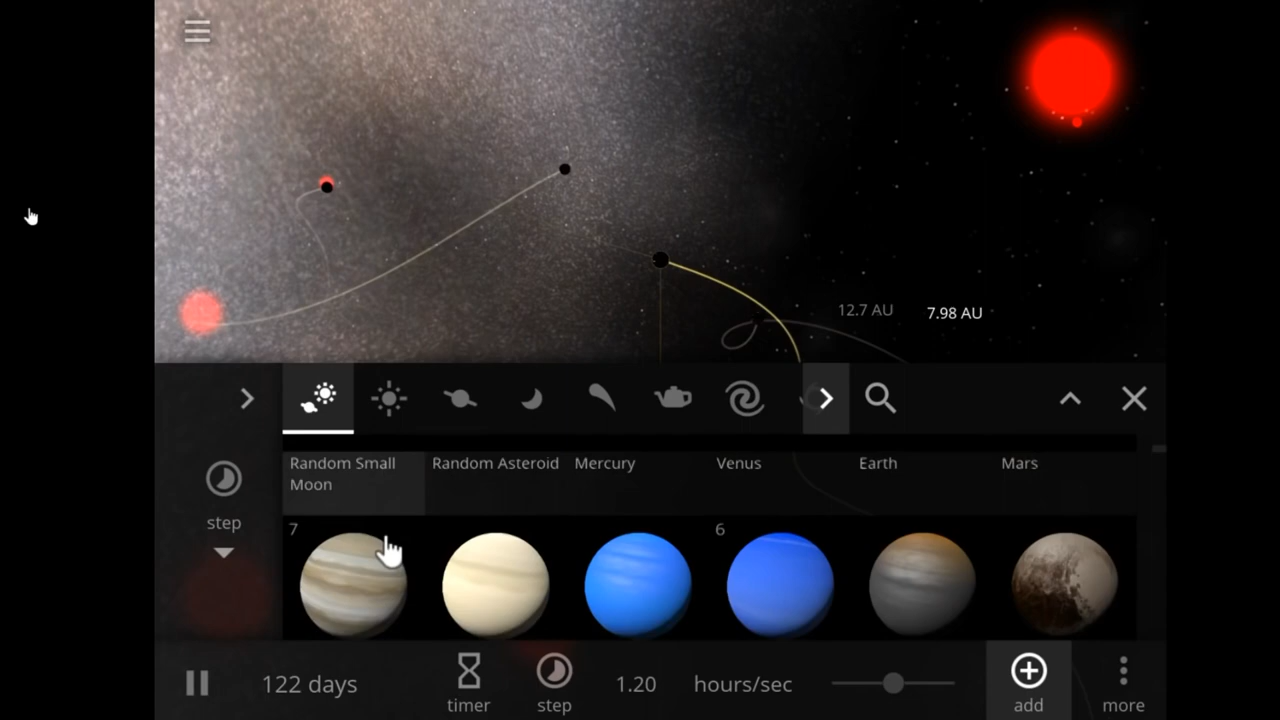 12.7 AU
7.98 AU
Random Small
Moon
Random Asteroid
Mercury
Venus
Earth
Mars
step
7
6
122 days
timer
step
1.20
hours/sec
add
more